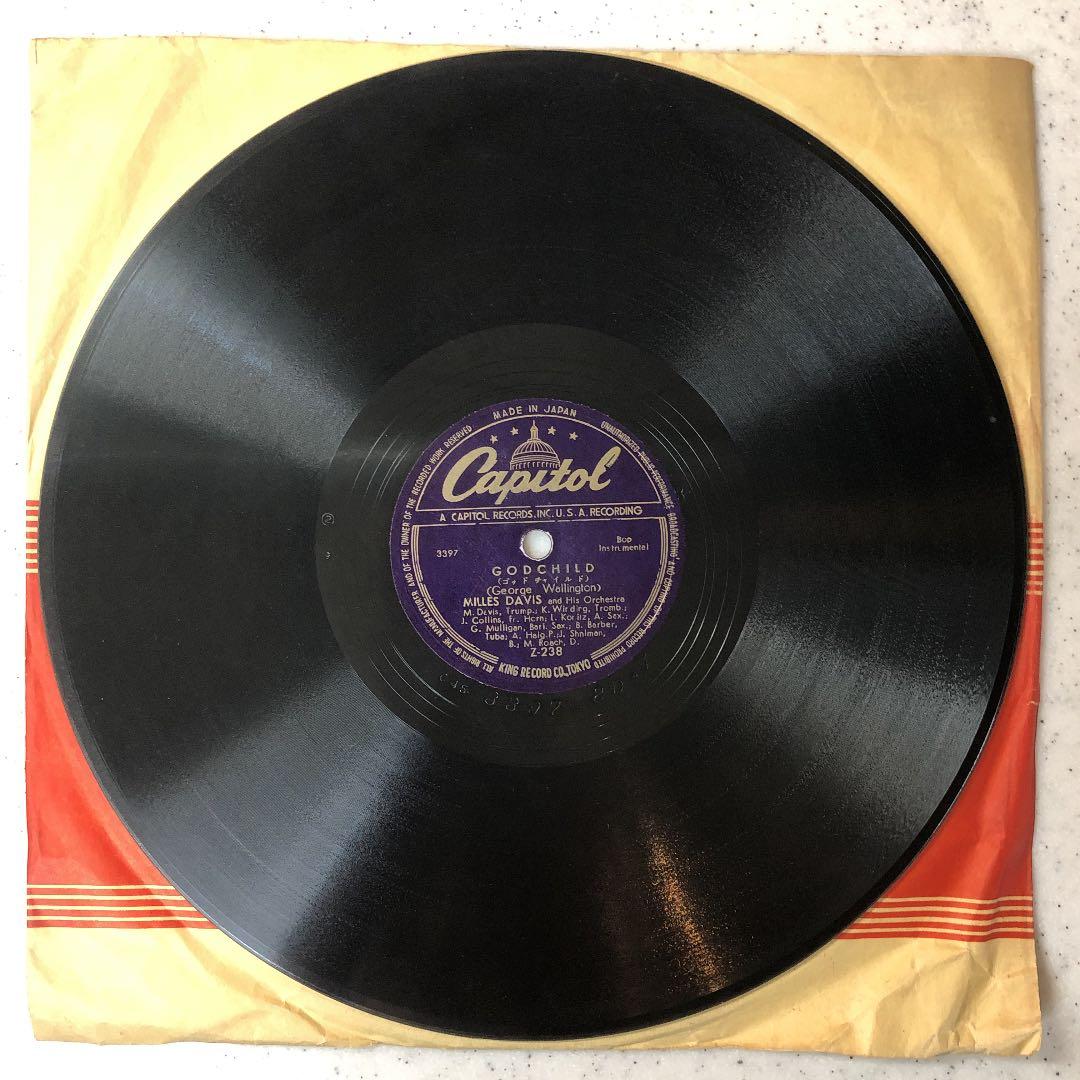 MADE IN JAPAN
ALL RIGHTS OF THE MANUFACTURER AND OF THE OWNER OF THE RECORDED WORK RESERVED
UNAUTHORIZED PUBLIC PERFORMANCE BROADCASTING AND COPYING OF THIS RECORD PROHIBITED
Capitol
A CAPITOL RECORDS, INC. U. S. A. RECORDING
3397
Bop
Instrumental
GODCHILD
(ゴッドチャイルド)
(George Wallington)
MILLES DAVIS and His Orchestra
M. Davis, Trump.; K. Winding, Tromb.;
J. Collins, Fr. Horn; L. Konitz, A. Sex.;
G. Mulligan, Bari. Sax.; B. Barber,
Tuba; A. Haig, P.; J. Shulman,
B.; M. Roach, D.
Z-238
KING RECORD CO., TOKYO
3397